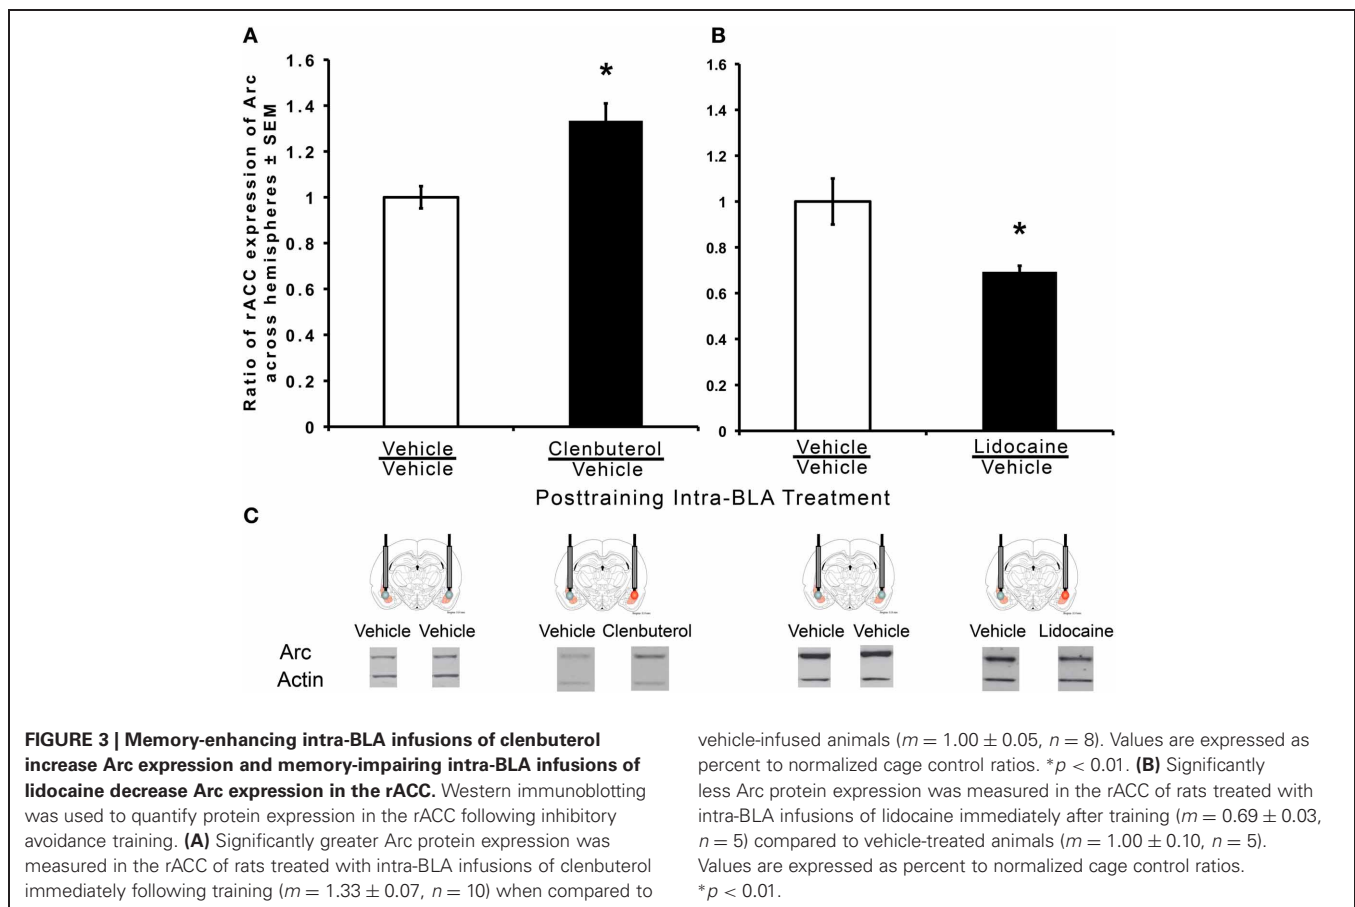 A
Ratio of rACC expression of Arc
across hemispheres ± SEM
1.6
1.4
1.2
1
0.8
0.6
0.4
0.2
0
*
Vehicle
Vehicle
Clenbuterol
Vehicle
B
1.6
1.4
1.2
1
0.8
0.6
0.4
0.2
0
*
Vehicle
Vehicle
Lidocaine
Vehicle
Posttraining Intra-BLA Treatment
C
Vehicle Vehicle
Vehicle Clenbuterol
Vehicle Vehicle
Vehicle Lidocaine
Arc
Actin
FIGURE 3 | Memory-enhancing intra-BLA infusions of clenbuterol
increase Arc expression and memory-impairing intra-BLA infusions of
lidocaine decrease Arc expression in the rACC. Western immunoblotting
was used to quantify protein expression in the rACC following inhibitory
avoidance training. (A) Significantly greater Arc protein expression was
measured in the rACC of rats treated with intra-BLA infusions of clenbuterol
immediately following training (m = 1.33 ± 0.07, n = 10) when compared to
vehicle-infused animals (m = 1.00 ± 0.05, n = 8). Values are expressed as
percent to normalized cage control ratios. *p < 0.01. (B) Significantly
less Arc protein expression was measured in the rACC of rats treated with
intra-BLA infusions of lidocaine immediately after training (m = 0.69 ± 0.03,
n = 5) compared to vehicle-treated animals (m = 1.00 ± 0.10, n = 5).
Values are expressed as percent to normalized cage control ratios.
*p < 0.01.